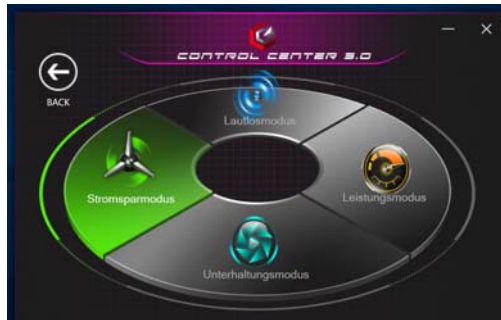 CONTROL CENTER 3.0
BACK
Lautlosmodus
Stromsparmodus
Leistungsmodus
Unterhaltungsmodus